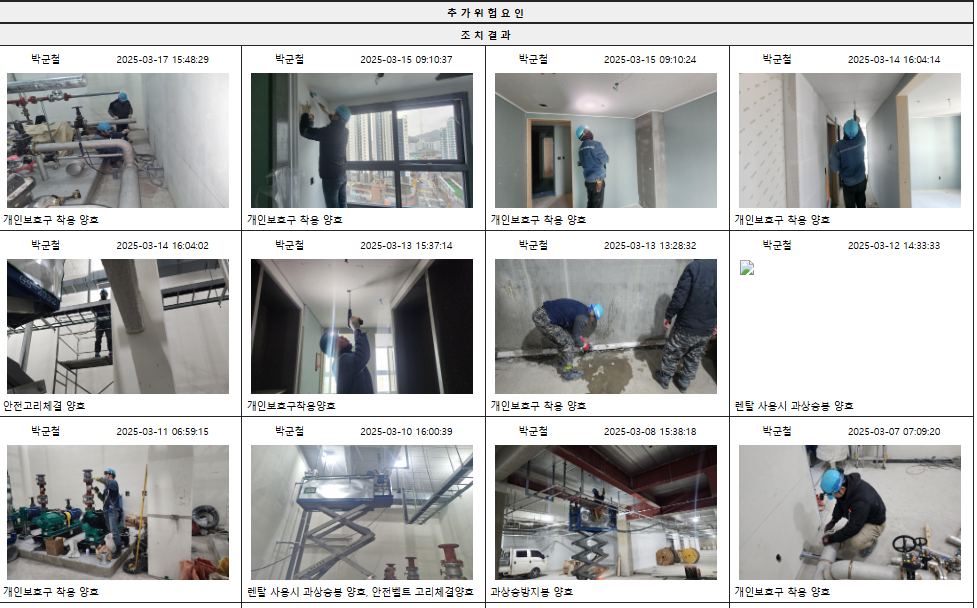 추 가 위 험 요 인
조 치 결 과
박군철 2025-03-17 15:48:29 박군철 2025-03-15 09:10:37 박군철 2025-03-15 09:10:24 박군철 2025-03-14 16:04:14
개인보호구 착용 양호 개인보호구 착용 양호 개인보호구 착용 양호 개인보호구 착용 양호
박군철 2025-03-14 16:04:02 박군철 2025-03-13 15:37:14 박군철 2025-03-13 13:28:32 박군철 2025-03-12 14:33:33
안전고리체결 양호 개인보호구착용양호 개인보호구 착용 양호 렌탈 사용시 과상승봉 양호
박군철 2025-03-11 06:59:15 박군철 2025-03-10 16:00:39 박군철 2025-03-08 15:38:18 박군철 2025-03-07 07:09:20
개인보호구 착용 양호 렌탈 사용시 과상승봉 양호, 안전벨트 고리체결양호 과상승방지봉 양호 개인보호구 착용 양호